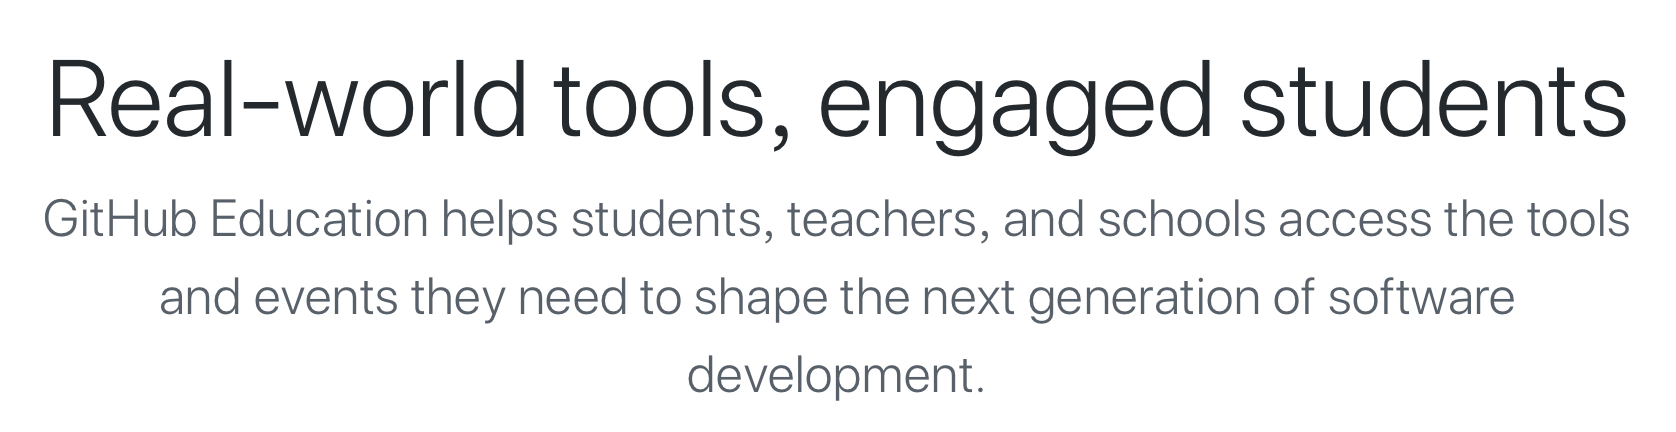 Real-world tools, engaged students
GitHub Education helps students, teachers, and schools access the tools
and events they need to shape the next generation of software
development.